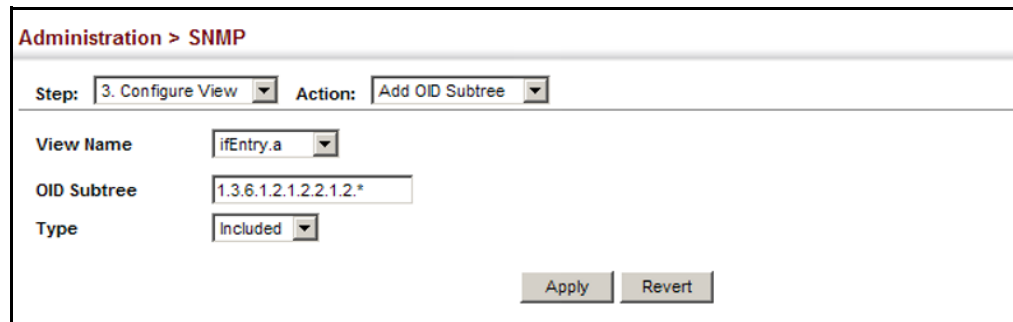 Administration > SNMP
Step: 3. Configure View Action: Add OID Subtree
View Name ifEntry.a
OID Subtree 1.3.6.1.2.1.2.2.1.2.*
Type Included
Apply Revert